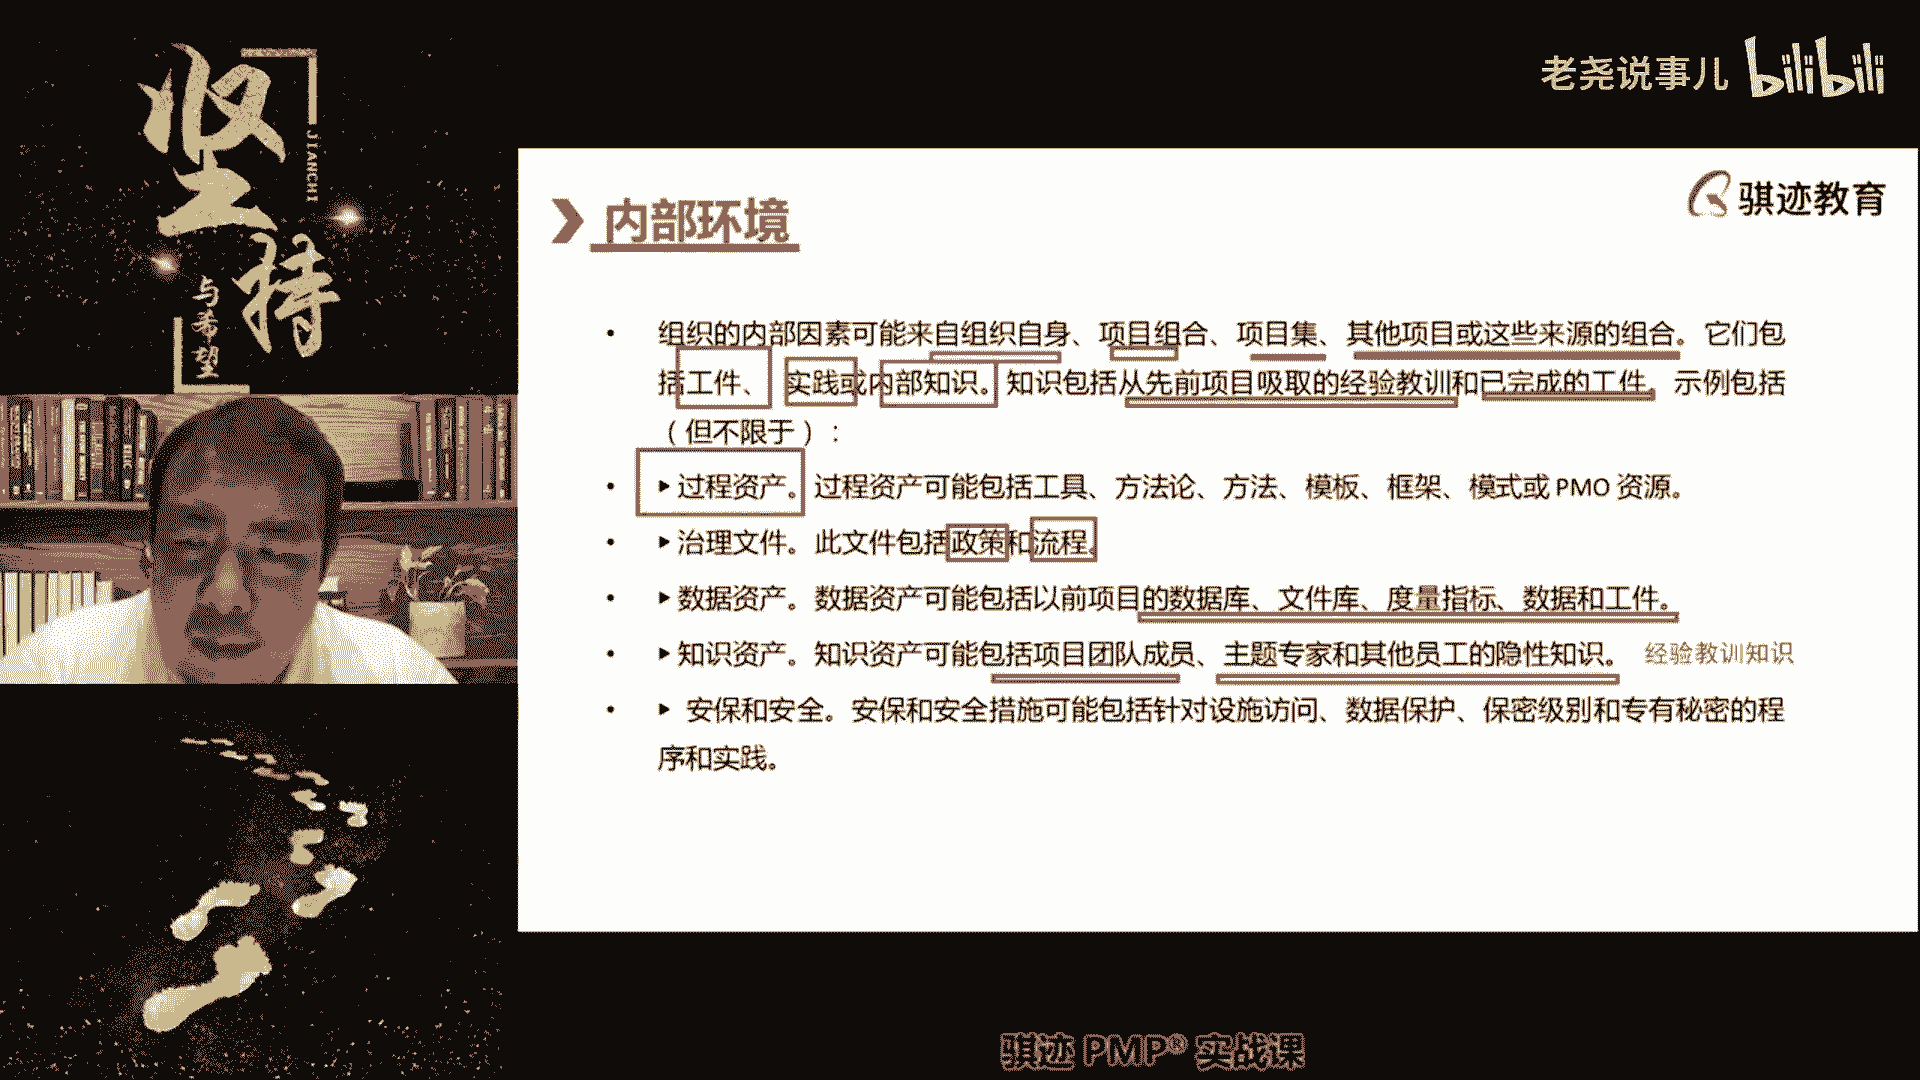 坚持
JIANCHI
与希望
老尧说事儿 bilibili
骐迹教育
内部环境
• 组织的内部因素可能来自组织自身、项目组合、项目集、其他项目或这些来源的组合。它们包
括工件、实践或内部知识。知识包括从先前项目吸取的经验教训和已完成的工件。示例包括
（但不限于）：
• ▶过程资产。过程资产可能包括工具、方法论、方法、模板、框架、模式或 PMO 资源。
• ▶治理文件。此文件包括政策和流程。
• ▶数据资产。数据资产可能包括以前项目的数据库、文件库、度量指标、数据和工件。
• ▶知识资产。知识资产可能包括项目团队成员、主题专家和其他员工的隐性知识。 经验教训知识
• ▶ 安保和安全。安保和安全措施可能包括针对设施访问、数据保护、保密级别和专有秘密的程
序和实践。
骐迹 PMP® 实战课